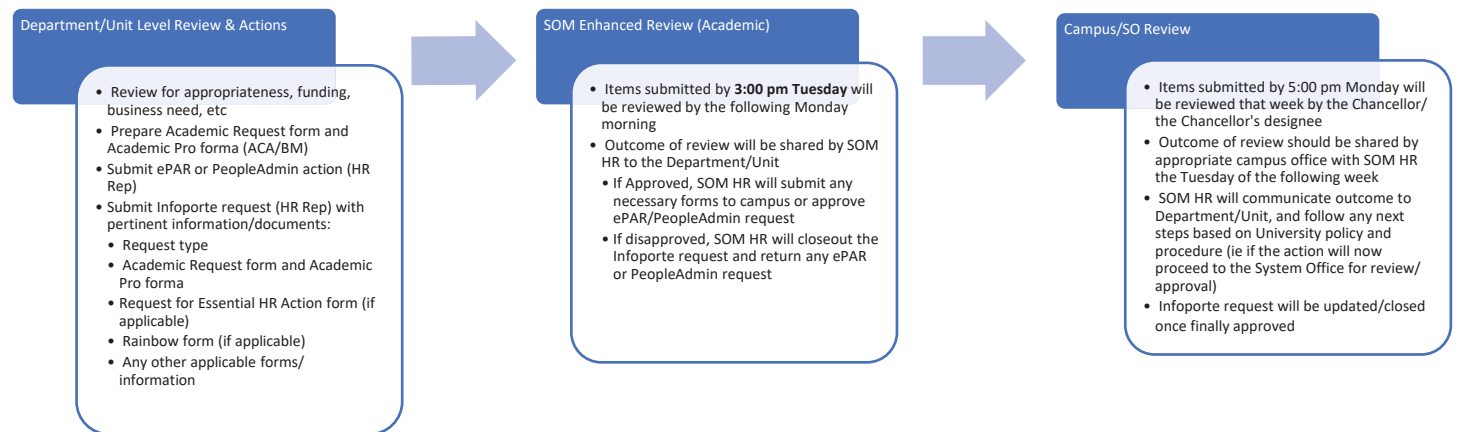 Department/Unit Level Review & Actions
• Review for appropriateness, funding,
business need, etc
• Prepare Academic Request form and
Academic Pro forma (ACA/BM)
• Submit ePAR or PeopleAdmin action (HR
Rep)
• Submit Infoporte request (HR Rep) with
pertinent information/documents:
• Request type
• Academic Request form and Academic
Pro forma
• Request for Essential HR Action form (if
applicable)
• Rainbow form (if applicable)
• Any other applicable forms/
information
SOM Enhanced Review (Academic)
• Items submitted by 3:00 pm Tuesday will
be reviewed by the following Monday
morning
• Outcome of review will be shared by SOM
HR to the Department/Unit
• If Approved, SOM HR will submit any
necessary forms to campus or approve
ePAR/PeopleAdmin request
• If disapproved, SOM HR will closeout the
Infoporte request and return any ePAR
or PeopleAdmin request
Campus/SO Review
• Items submitted by 5:00 pm Monday will
be reviewed that week by the Chancellor/
the Chancellor's designee
• Outcome of review should be shared by
appropriate campus office with SOM HR
the Tuesday of the following week
• SOM HR will communicate outcome to
Department/Unit, and follow any next
steps based on University policy and
procedure (ie if the action will now
proceed to the System Office for review/
approval)
• Infoporte request will be updated/closed
once finally approved